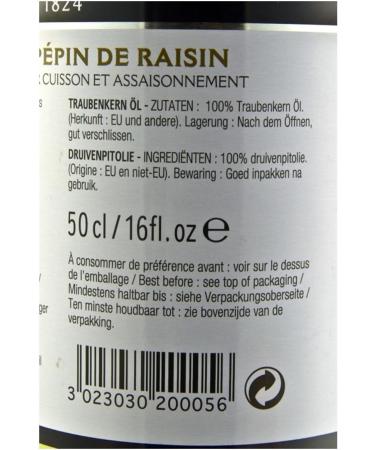 1824
PÉPIN DE RAISIN
CUISSON ET ASSAISONNEMENT
TRAUBENKERN ÖL - ZUTATEN : 100% Traubenkern Öl.
(Herkunft : EU und andere). Lagerung : Nach dem Öffnen,
gut verschlissen.
DRUIVENPITOLIE - INGREDIËNTEN : 100% druivenpitolie.
(Origine : EU en niet-EU). Bewaring : Goed inpakken na
gebruik.
50 cl / 16fl. oz e
À consommer de préférence avant : voir sur le dessus
de l'emballage / Best before : see top of packaging /
Mindestens haltbar bis : siehe Verpackungsoberseite /
Ten minste houdbaar tot : zie bovenzijde van de
verpakking.
3 023030 200056